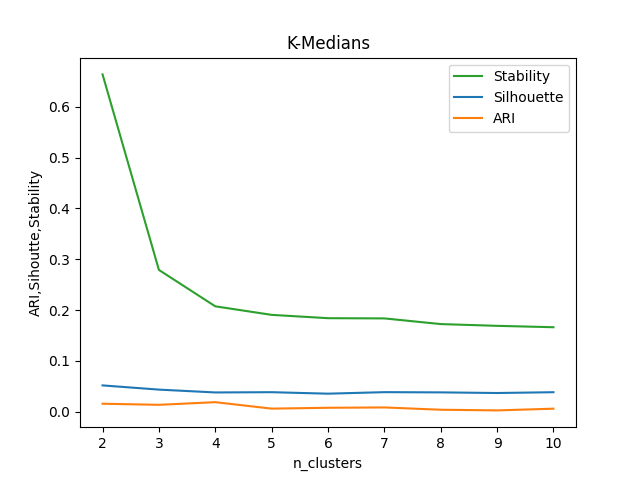 K-Medians
Stability
Silhouette
ARI
ARI,Sihoutte,Stability
0.6
0.5
0.4
0.3
0.2
0.1
0.0
2 3 4 5 6 7 8 9 10
n_clusters